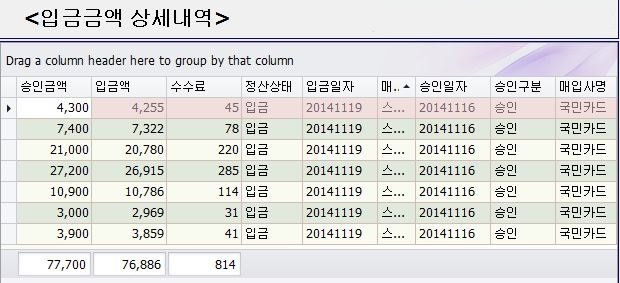 <입금금액 상세내역>
Drag a column header here to group by that column
승인금액 입금액 수수료 정산상태 입금일자 매.. 승인일자 승인구분 매입사명
4,300 4,255 45 입금 20141119 스... 20141116 승인 국민카드
7,400 7,322 78 입금 20141119 스... 20141116 승인 국민카드
21,000 20,780 220 입금 20141119 스... 20141116 승인 국민카드
27,200 26,915 285 입금 20141119 스... 20141116 승인 국민카드
10,900 10,786 114 입금 20141119 스... 20141116 승인 국민카드
3,000 2,969 31 입금 20141119 스... 20141116 승인 국민카드
3,900 3,859 41 입금 20141119 스... 20141116 승인 국민카드
77,700 76,886 814